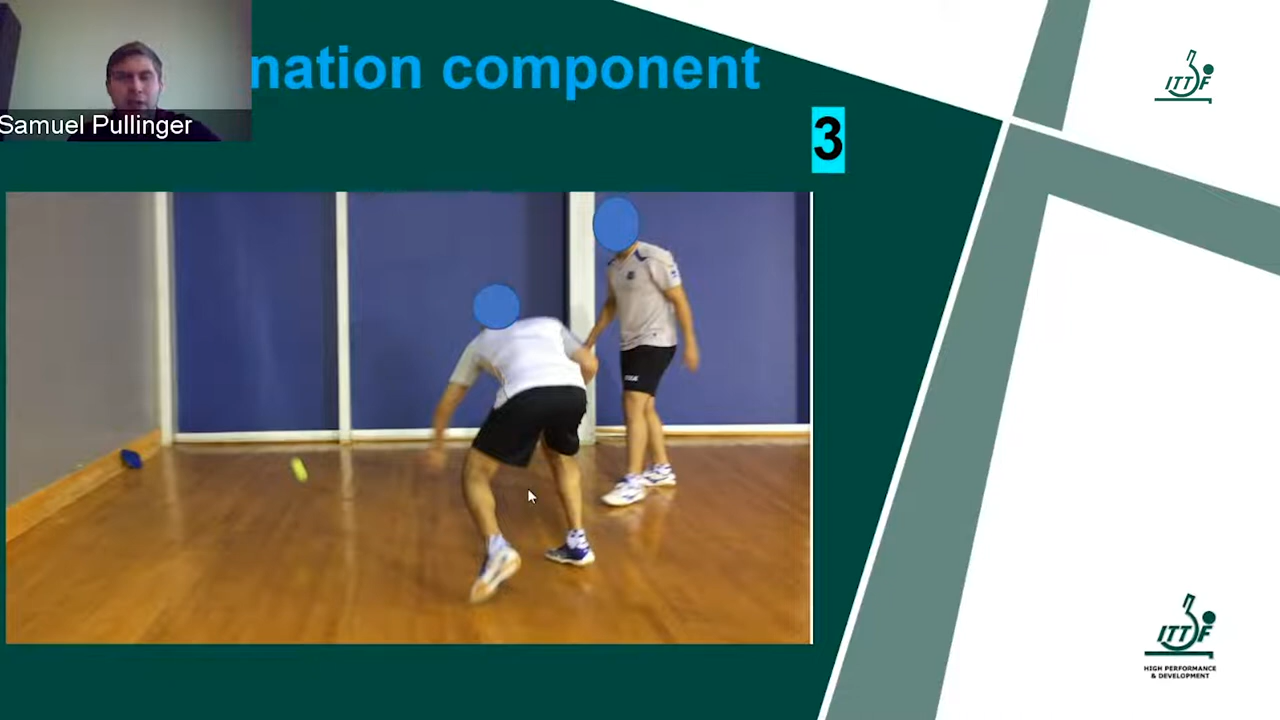 nation component
Samuel Pullinger
3
ITTF
ITTF
HIGH PERFORMANCE
& DEVELOPMENT